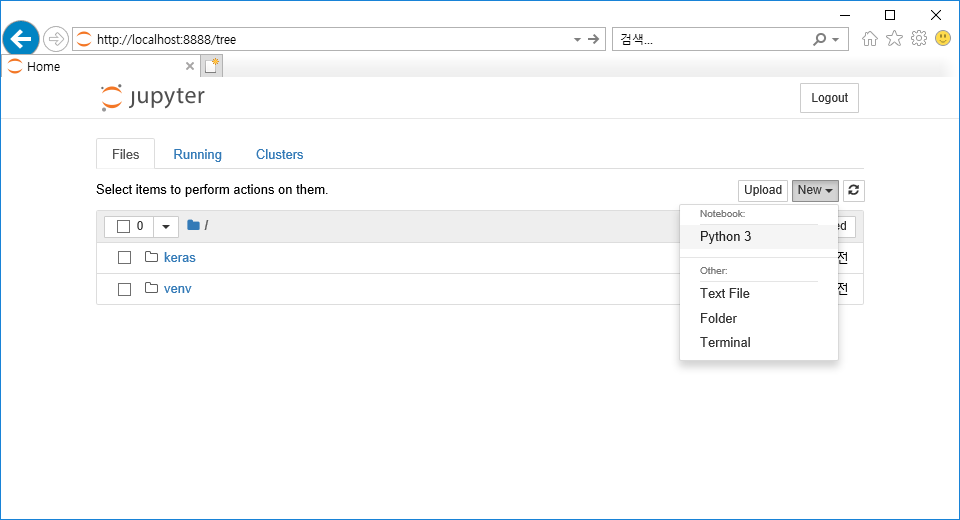 http://localhost:8888/tree
검색...
Home
jupyter
Logout
Files Running Clusters
Select items to perform actions on them.
Upload New
0 /
Notebook:
Python 3
keras
전
Other:
venv
Text File
전
Folder
Terminal